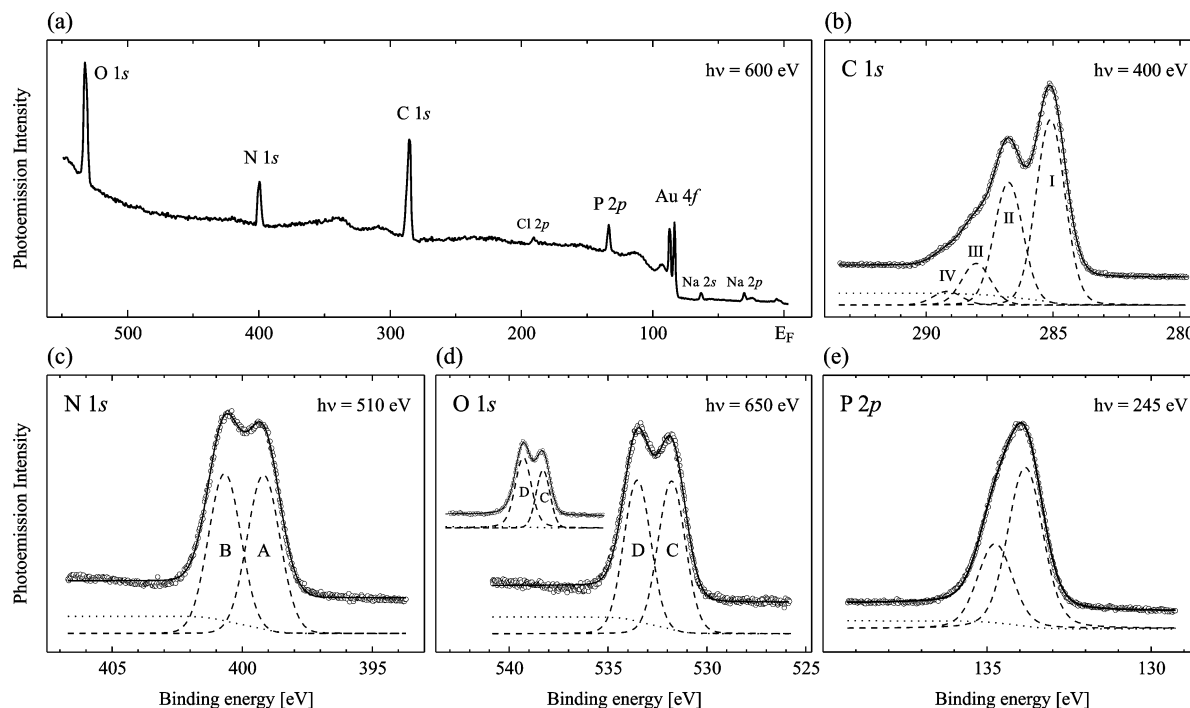 (a)
Photoemission Intensity
O 1s
N 1s
C 1s
Cl 2p
P 2p
Au 4f
Na 2s
Na 2p
hν = 600 eV
500
400
300
200
100
E_F
(b)
C 1s
hν = 400 eV
I
II
III
IV
290
285
280
(c)
Photoemission Intensity
N 1s
hν = 510 eV
B
A
405
400
395
Binding energy [eV]
(d)
O 1s
hν = 650 eV
D
C
D
C
540
535
530
525
Binding energy [eV]
(e)
P 2p
hν = 245 eV
135
130
Binding energy [eV]